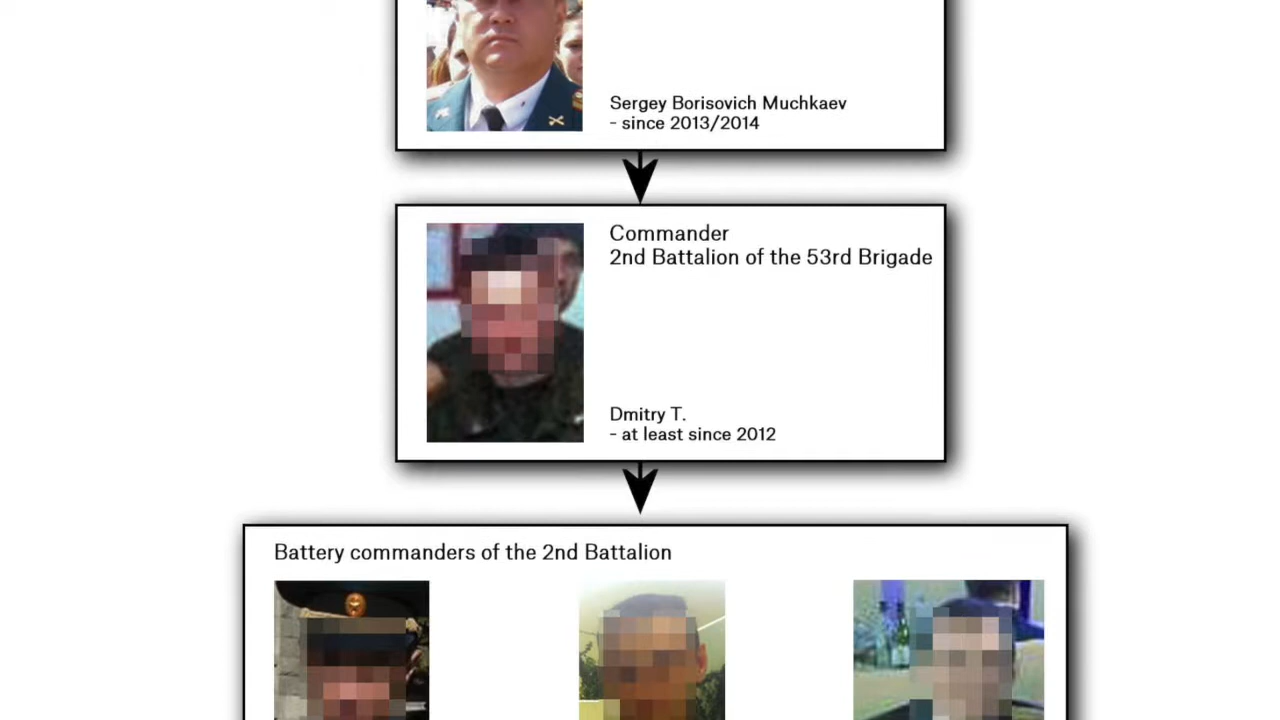 Sergey Borisovich Muchkaev
- since 2013/2014
Commander
2nd Battalion of the 53rd Brigade
Dmitry T.
- at least since 2012
Battery commanders of the 2nd Battalion